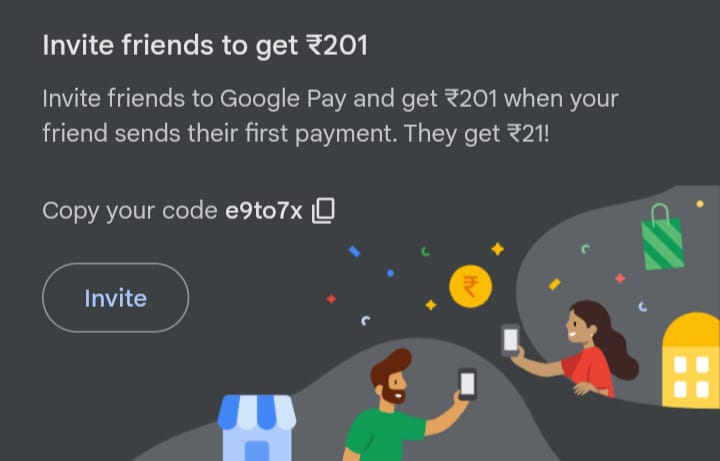 Invite friends to get ₹201
Invite friends to Google Pay and get ₹201 when your
friend sends their first payment. They get ₹21!
Copy your code e9to7x
Invite
₹